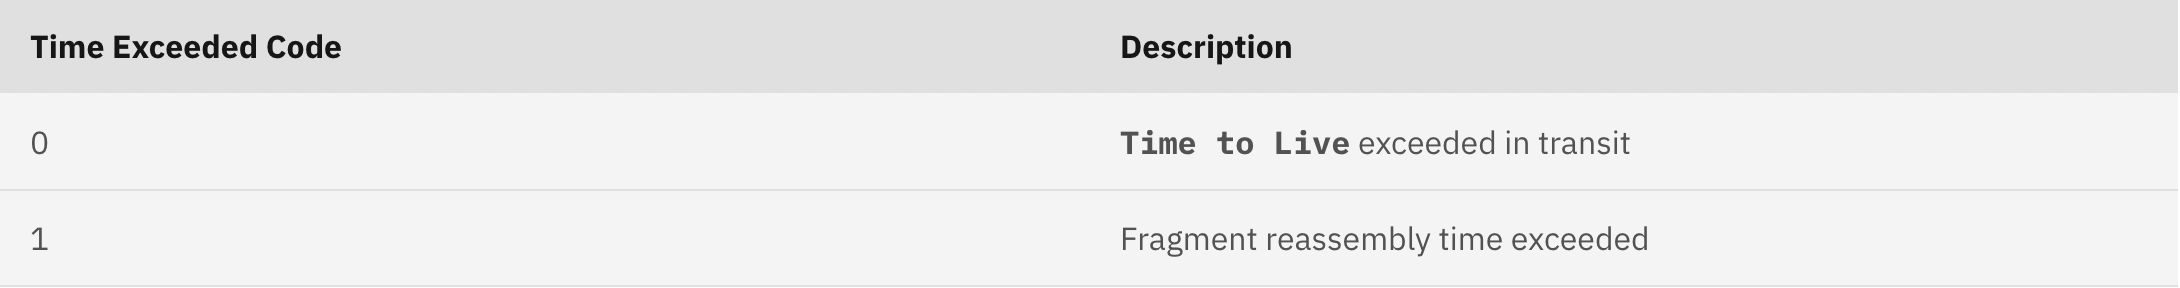 Time Exceeded Code Description
0 Time to Live exceeded in transit
1 Fragment reassembly time exceeded